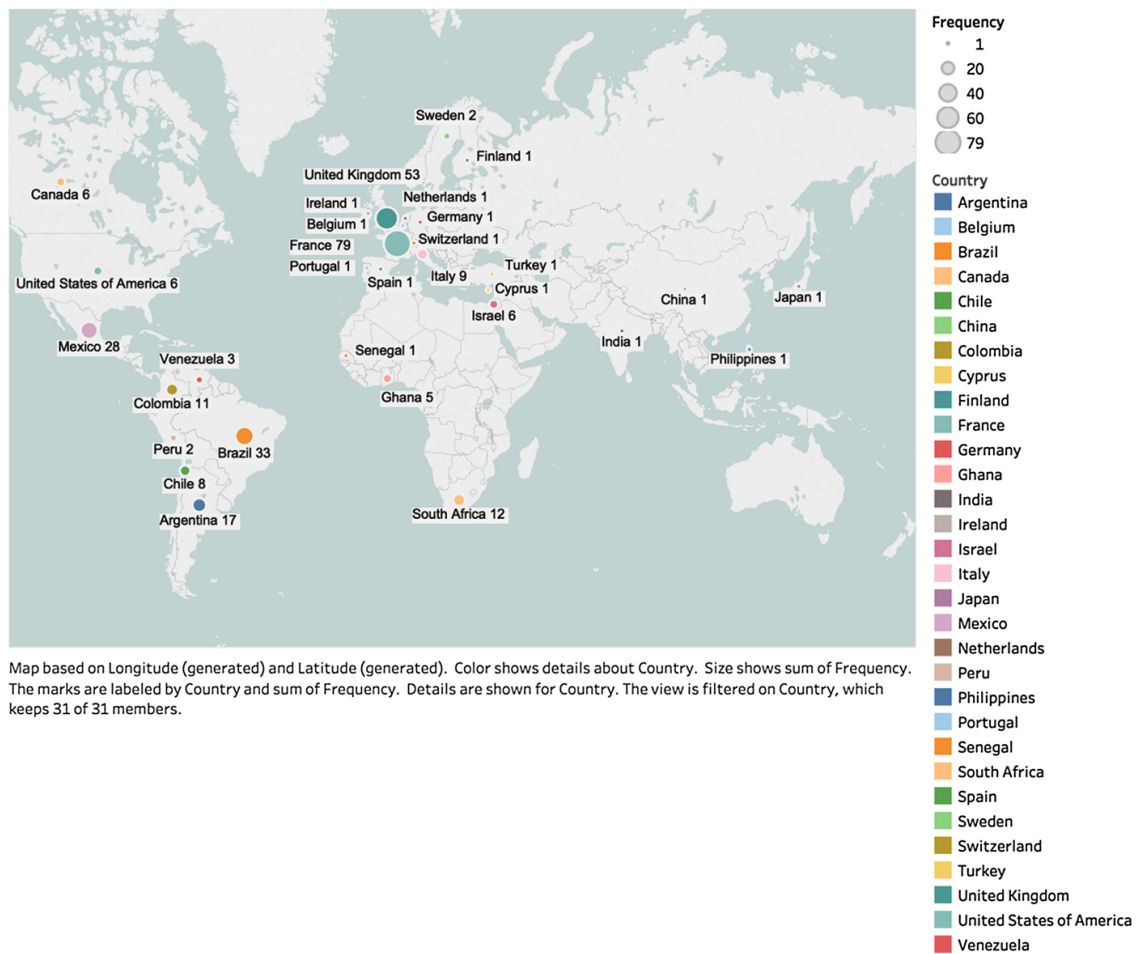 Sweden 2
Finland 1
United Kingdom 53
Canada 6
Netherlands 1
Ireland 1
Germany 1
Belgium 1
Switzerland 1
France 79
Portugal 1
Italy 9
Turkey 1
Spain 1
Cyprus 1
United States of America 6
China 1
Japan 1
Israel 6
India 1
Mexico 28
Senegal 1
Venezuela 3
Philippines 1
Ghana 5
Colombia 11
Peru 2
Brazil 33
Chile 8
South Africa 12
Argentina 17
Map based on Longitude (generated) and Latitude (generated).  Color shows details about Country.  Size shows sum of Frequency.
The marks are labeled by Country and sum of Frequency.  Details are shown for Country. The view is filtered on Country, which
keeps 31 of 31 members.
Frequency
1
20
40
60
79
Country
Argentina
Belgium
Brazil
Canada
Chile
China
Colombia
Cyprus
Finland
France
Germany
Ghana
India
Ireland
Israel
Italy
Japan
Mexico
Netherlands
Peru
Philippines
Portugal
Senegal
South Africa
Spain
Sweden
Switzerland
Turkey
United Kingdom
United States of America
Venezuela